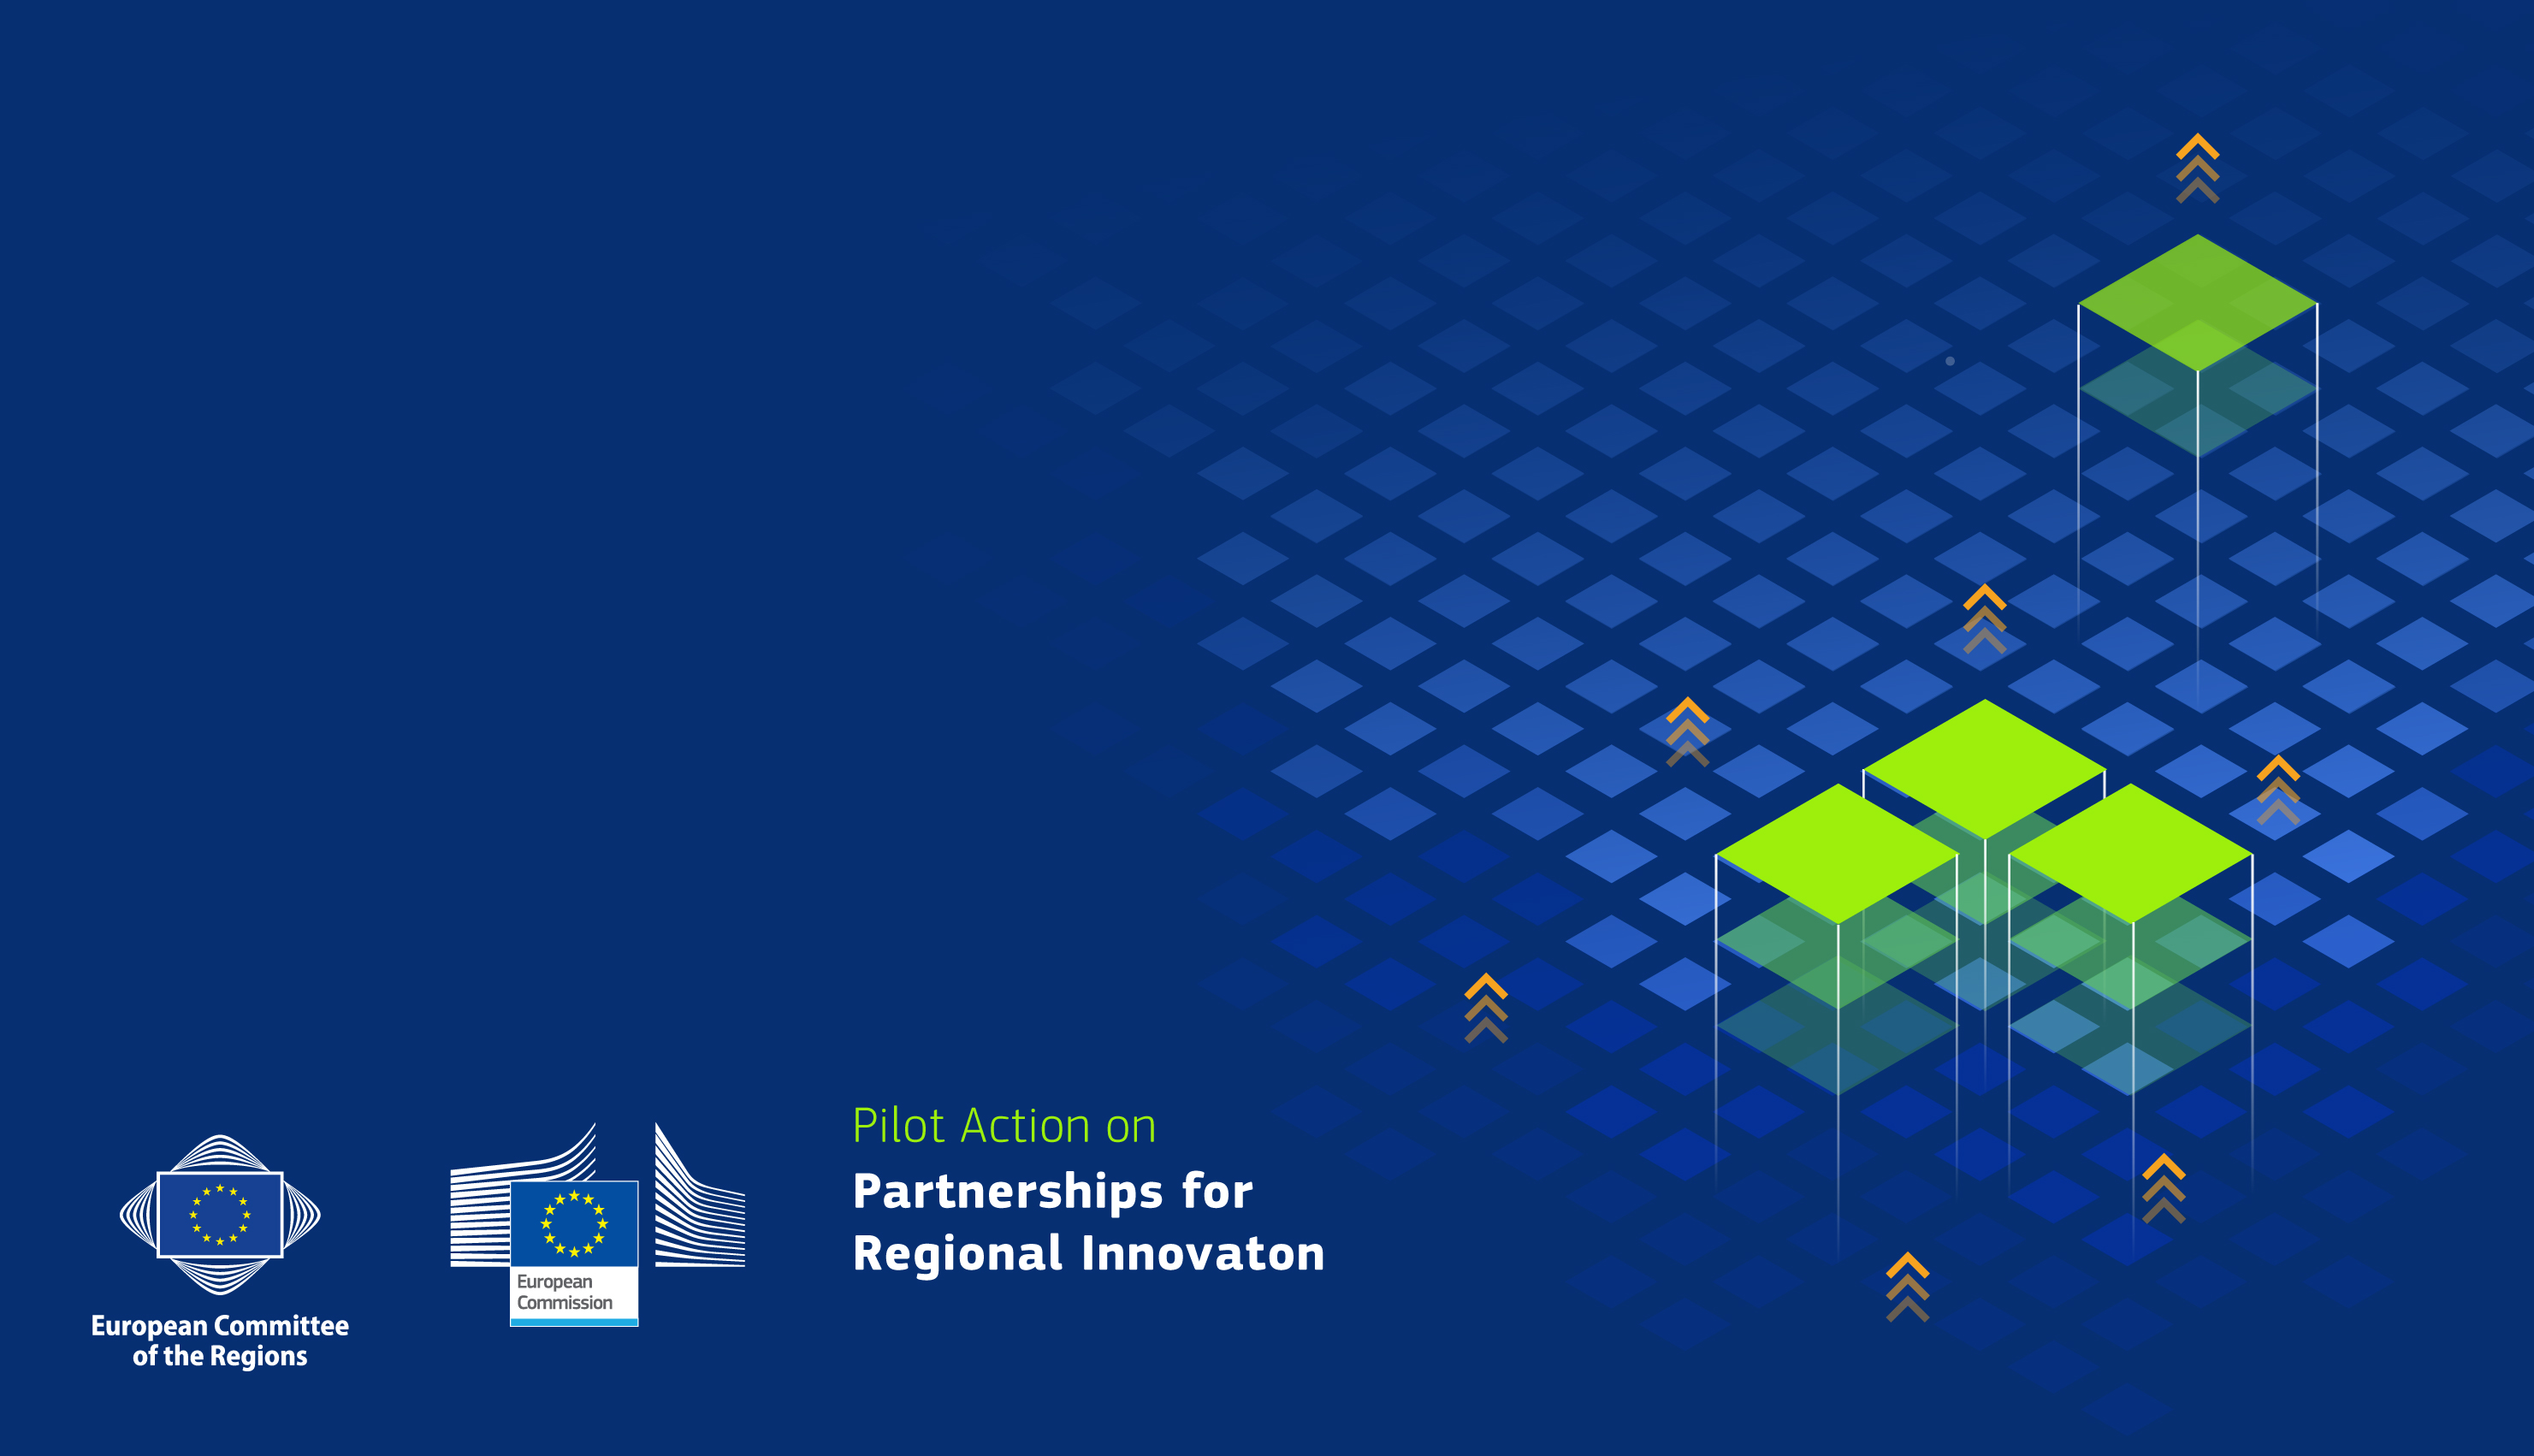 Pilot Action on
Partnerships for
Regional Innovaton
European
Commission
European Committee
of the Regions